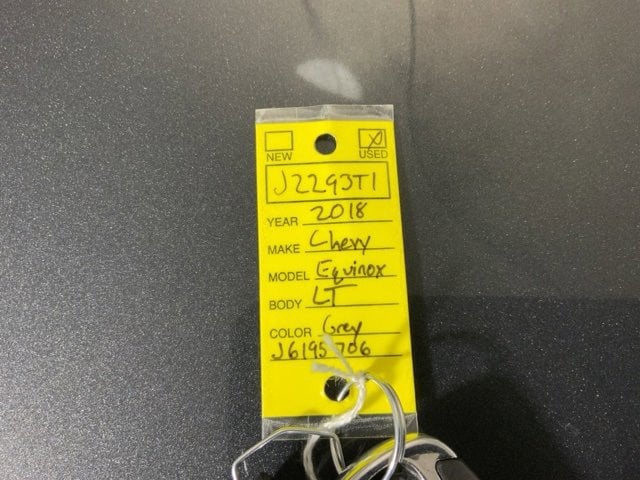 NEW USED
J2293T1
YEAR 2018
MAKE Chevy
MODEL Equinox
BODY LT
COLOR Grey
J6195706